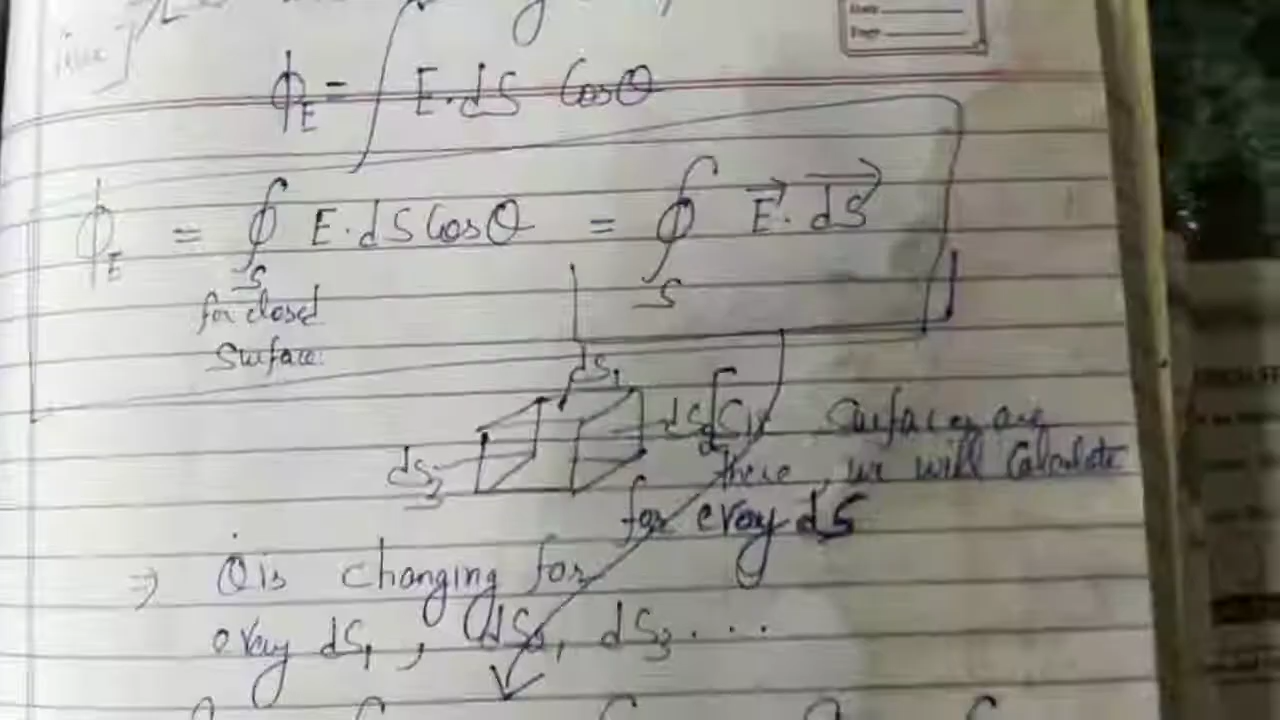 Page
ϕE = ∫ E.dS Cosθ
ϕE = ∮ E.dS Cosθ = ∮ E⃗.dS⃗
S S
for closed
Surface
dS1
dS2 Surfaces are
dS3 there, we will Calculate
for every dS
⇒ θ is changing for
every dS1, dS2, dS3...